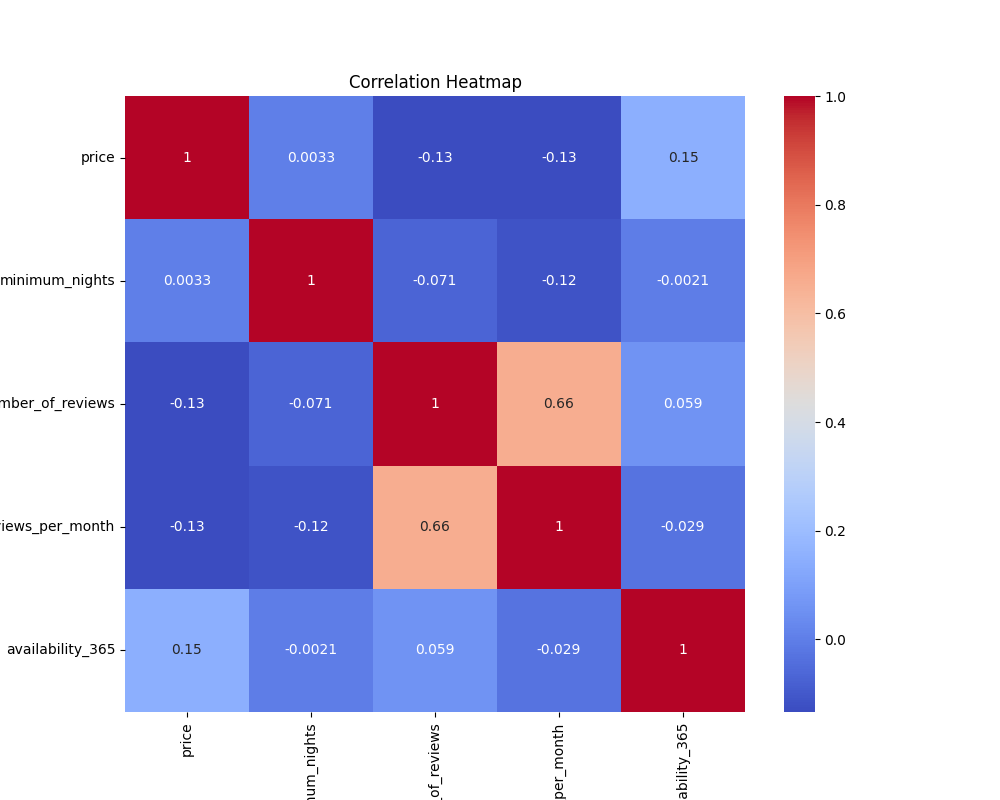 Correlation Heatmap
price 1 0.0033 -0.13 -0.13 0.15
minimum_nights 0.0033 1 -0.071 -0.12 -0.0021
mber_of_reviews -0.13 -0.071 1 0.66 0.059
iews_per_month -0.13 -0.12 0.66 1 -0.029
availability_365 0.15 -0.0021 0.059 -0.029 1
price
num_nights
_of_reviews
per_month
ability_365
1.0
0.8
0.6
0.4
0.2
0.0